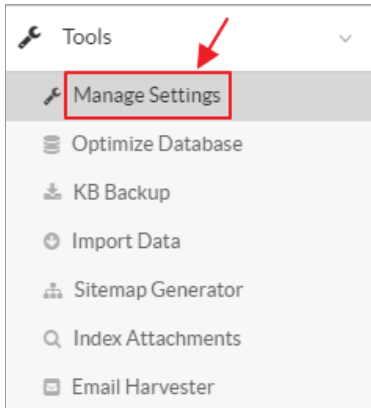 Tools
Manage Settings
Optimize Database
KB Backup
Import Data
Sitemap Generator
Index Attachments
Email Harvester